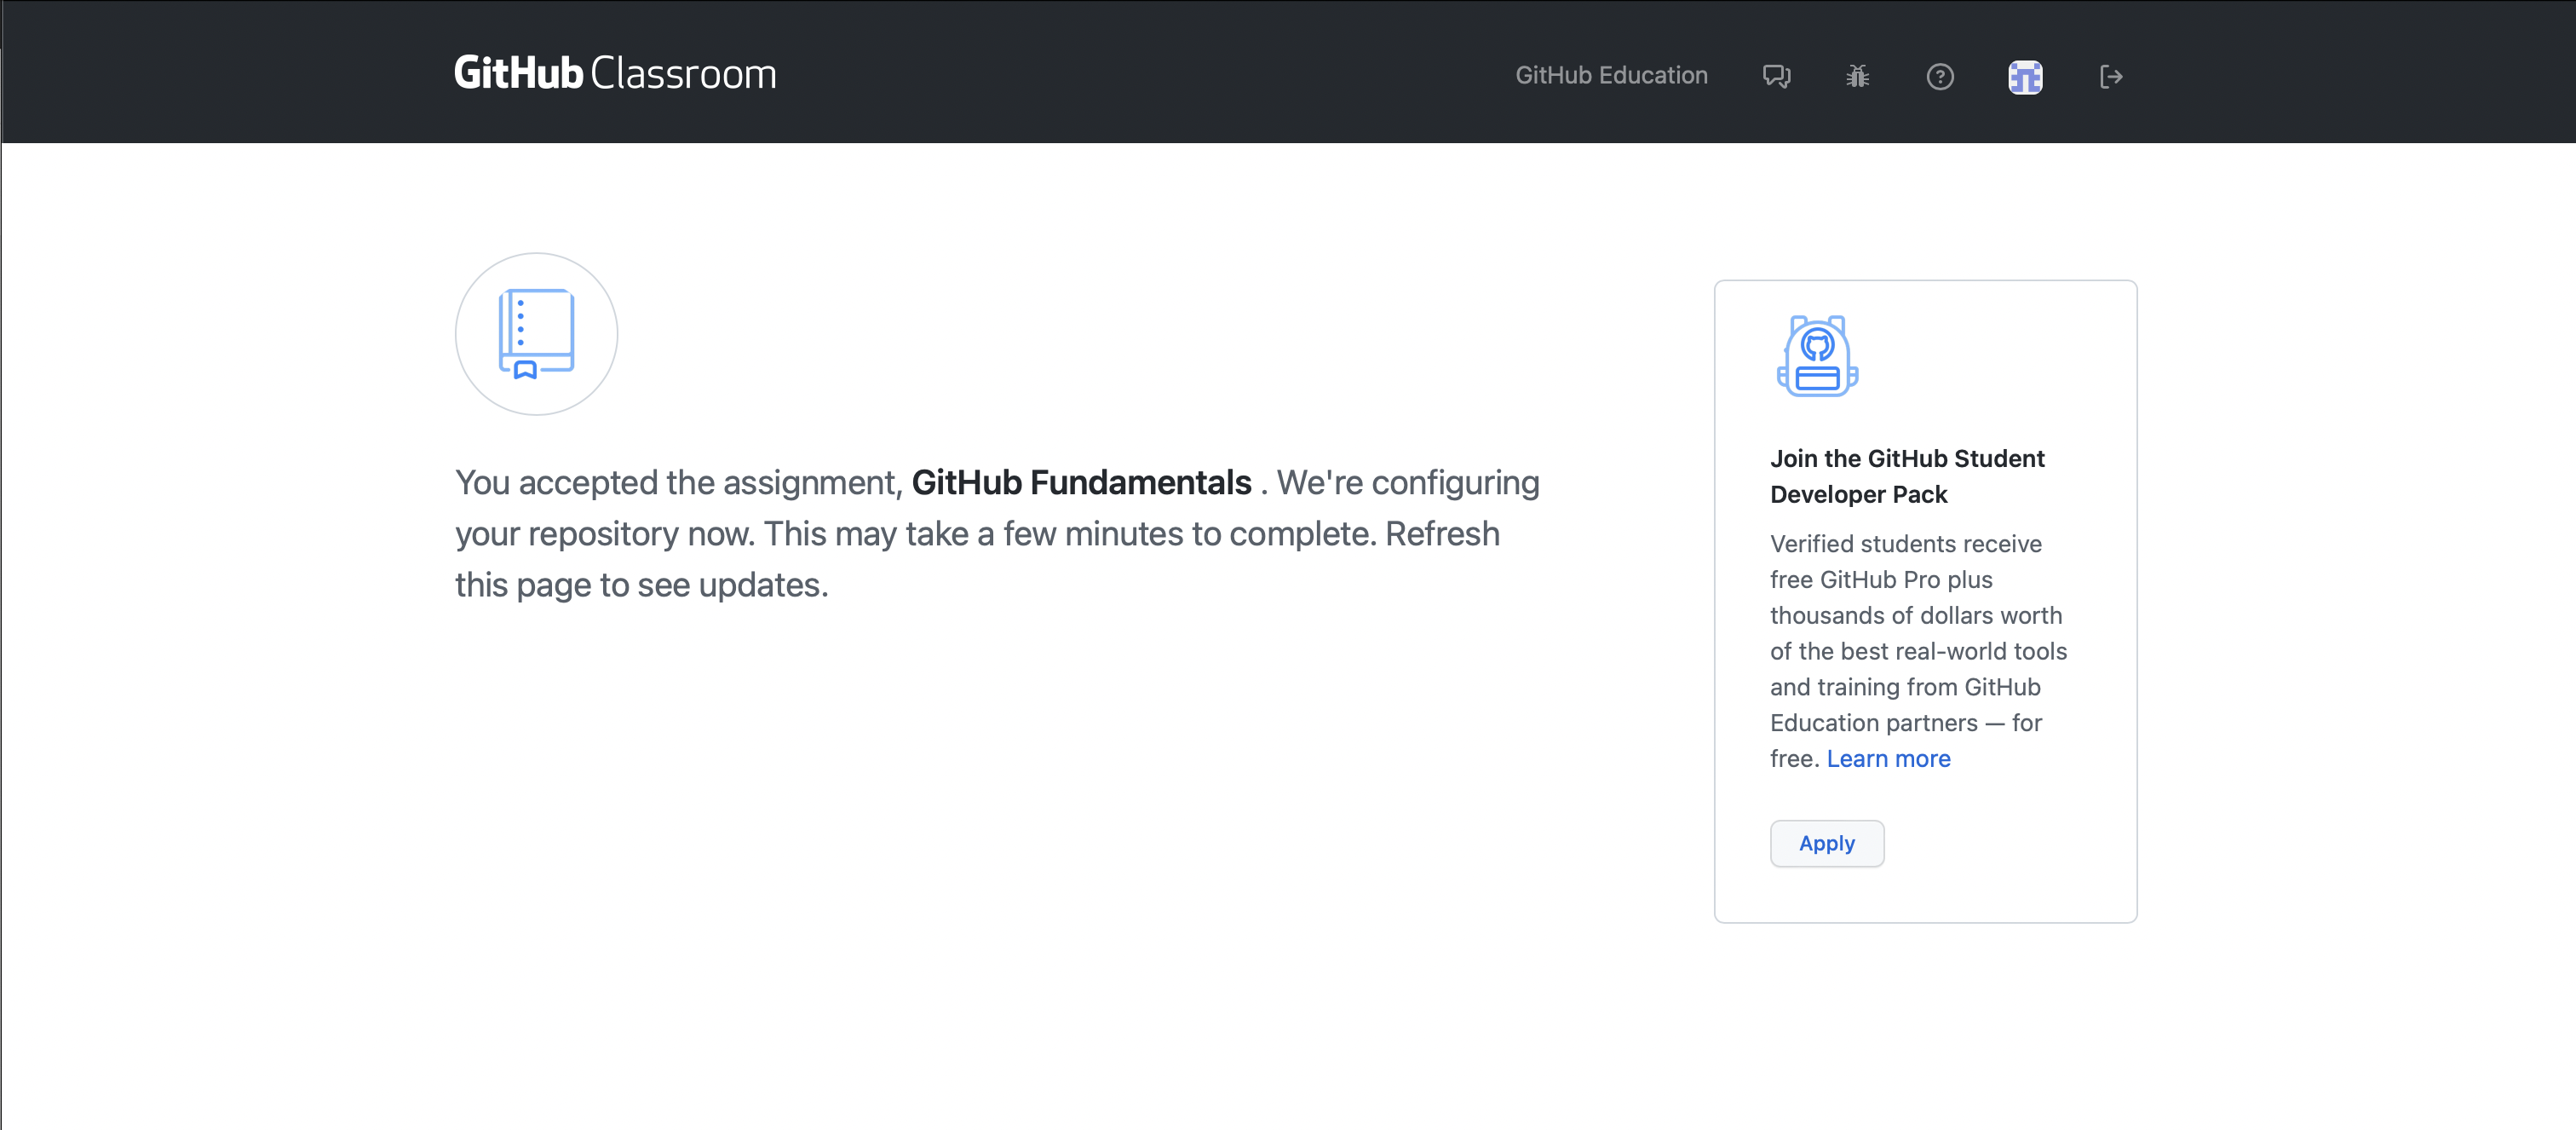 GitHub Classroom
GitHub Education
You accepted the assignment, GitHub Fundamentals . We're configuring
your repository now. This may take a few minutes to complete. Refresh
this page to see updates.
Join the GitHub Student
Developer Pack
Verified students receive
free GitHub Pro plus
thousands of dollars worth
of the best real-world tools
and training from GitHub
Education partners — for
free. Learn more
Apply